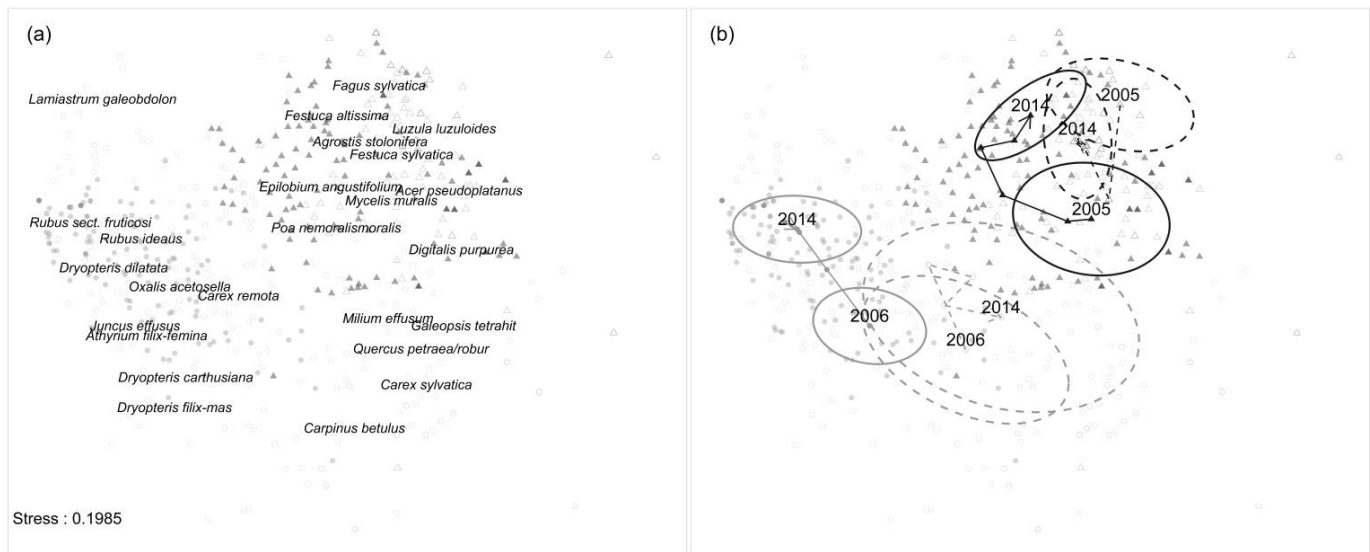 (a)
Fagus sylvatica
Lamiastrum galeobdolon
Festuca altissima
Luzula luzuloides
Agrostis stolonifera
Festuca sylvatica
Epilobium angustifolium
Acer pseudoplatanus
Mycelis muralis
Rubus sect. fruticosi
Poa nemoralismoralis
Rubus ideaus
Digitalis purpurea
Dryopteris dilatata
Oxalis acetosella
Carex remota
Milium effusum
Juncus effusus
Galeopsis tetrahit
Athyrium filix-femina
Quercus petraea/robur
Dryopteris carthusiana
Carex sylvatica
Dryopteris filix-mas
Carpinus betulus
Stress : 0.1985
(b)
2005
2014
2014
2005
2014
2014
2006
2006